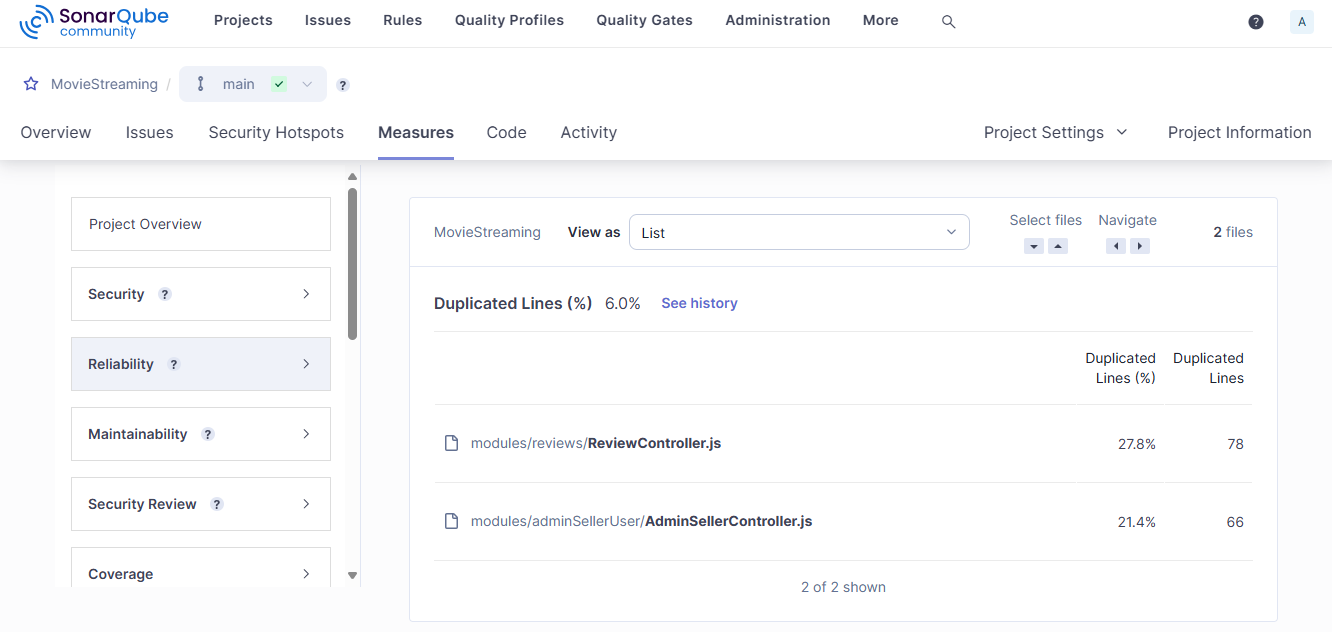 SonarQube
community
Projects Issues Rules Quality Profiles Quality Gates Administration More ? A
MovieStreaming / main ?
Overview Issues Security Hotspots Measures Code Activity Project Settings Project Information
Project Overview
Security ?
Reliability ?
Maintainability ?
Security Review ?
Coverage
MovieStreaming View as List Select files Navigate 2 files
Duplicated Lines (%) 6.0% See history
Duplicated Duplicated
Lines (%) Lines
modules/reviews/ReviewController.js 27.8% 78
modules/adminSellerUser/AdminSellerController.js 21.4% 66
2 of 2 shown